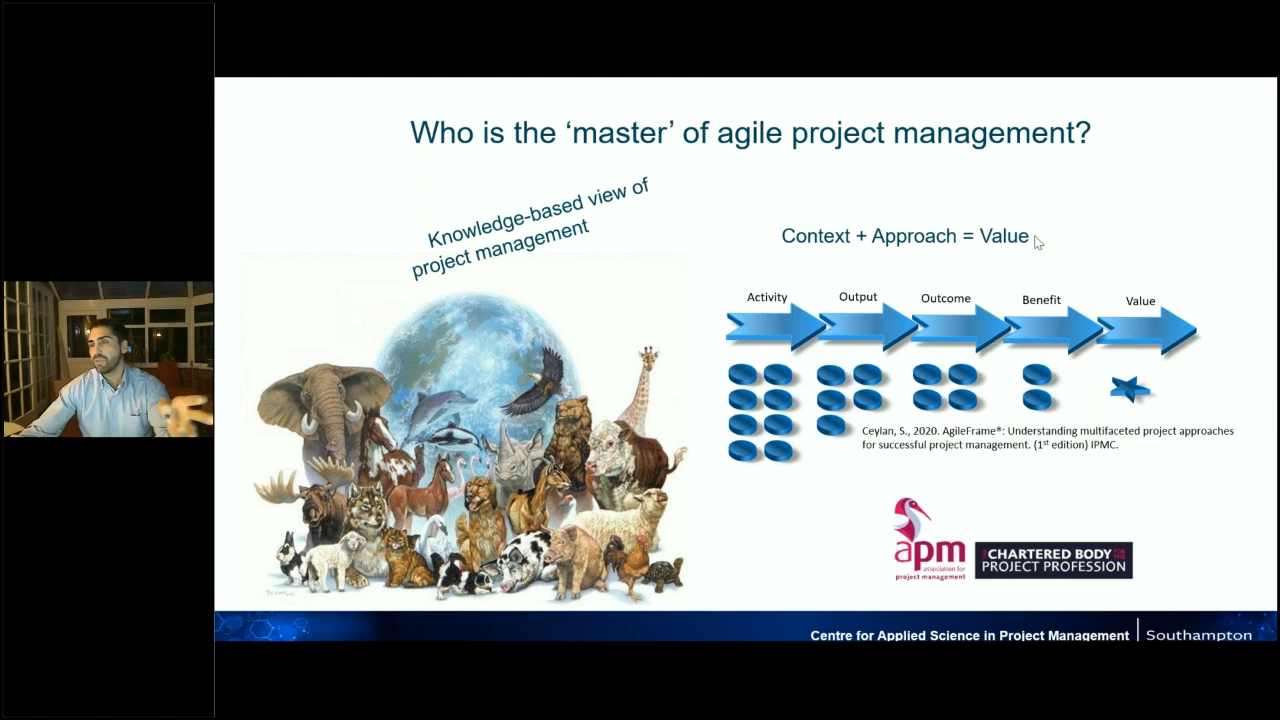 Who is the ‘master’ of agile project management?
Knowledge-based view of
project management
Context + Approach = Value
Activity
Output
Outcome
Benefit
Value
Ceylan, S., 2020. AgileFrame®: Understanding multifaceted project approaches
for successful project management. (1st edition) IPMC.
apm
association for
project management
CHARTERED BODY
PROJECT PROFESSION
Centre for Applied Science in Project Management
Southampton